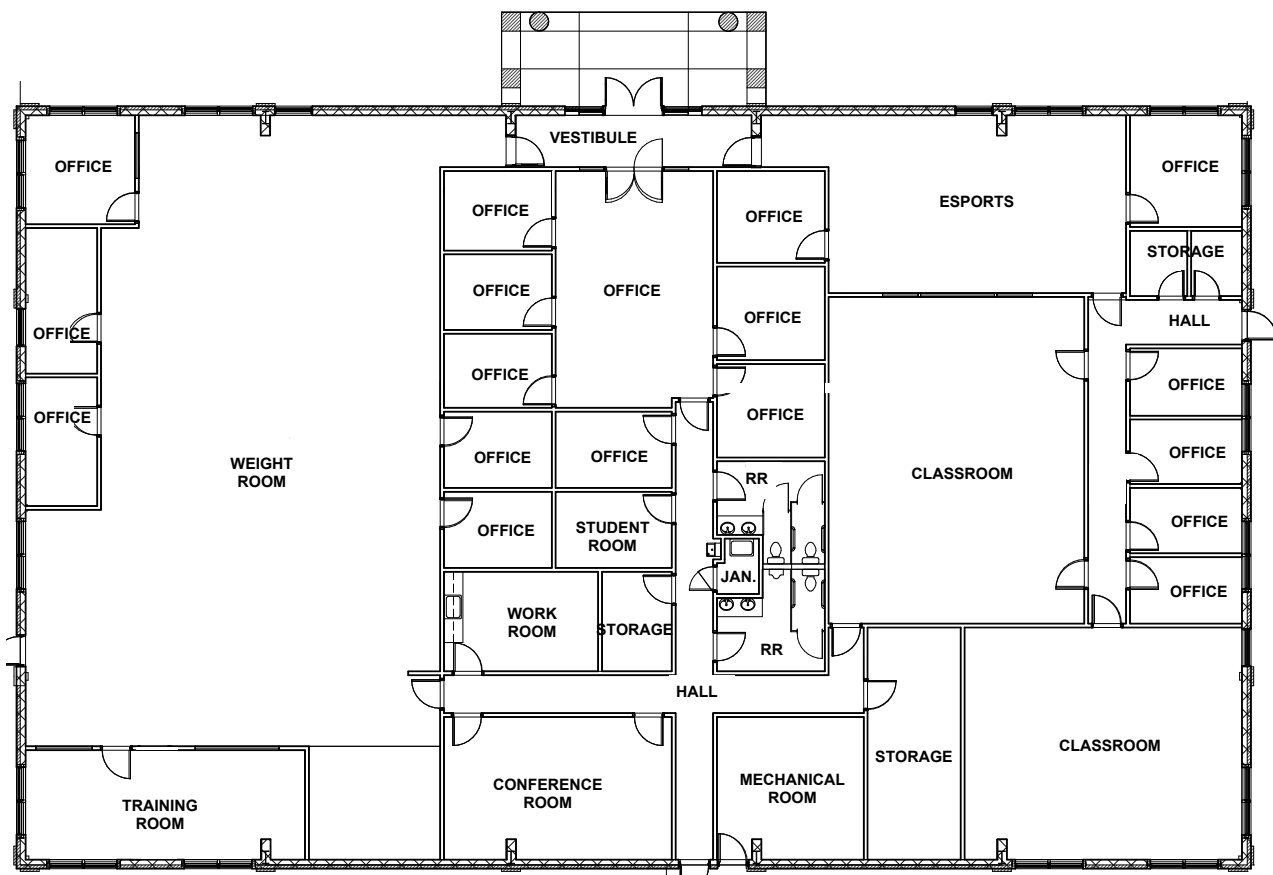 VESTIBULE
OFFICE
OFFICE
ESPORTS
OFFICE
OFFICE
STORAGE
OFFICE
OFFICE
OFFICE
HALL
OFFICE
OFFICE
OFFICE
OFFICE
OFFICE
OFFICE
WEIGHT
ROOM
OFFICE
OFFICE
RR
CLASSROOM
OFFICE
OFFICE
STUDENT
ROOM
OFFICE
JAN.
OFFICE
WORK
ROOM
STORAGE
RR
HALL
CLASSROOM
STORAGE
CONFERENCE
ROOM
MECHANICAL
ROOM
TRAINING
ROOM